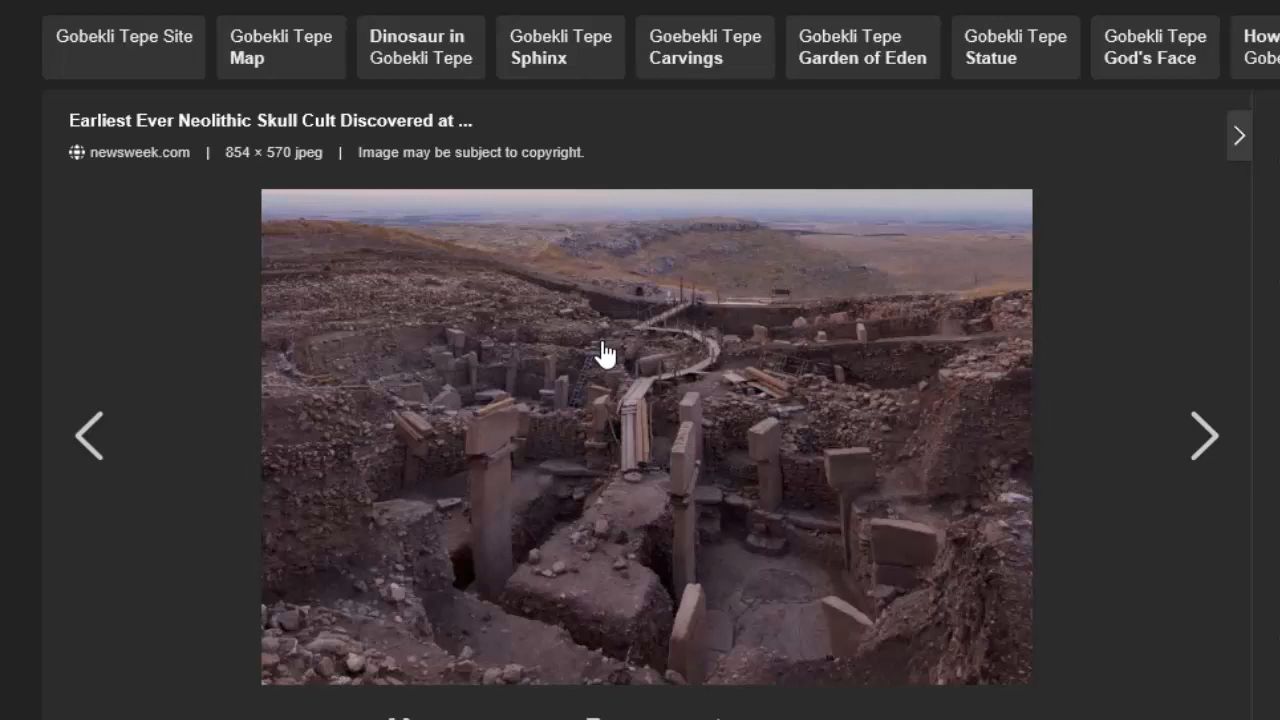 Gobekli Tepe Site
Gobekli Tepe
Map
Dinosaur in
Gobekli Tepe
Gobekli Tepe
Sphinx
Goebekli Tepe
Carvings
Gobekli Tepe
Garden of Eden
Gobekli Tepe
Statue
Gobekli Tepe
God's Face
How
Earliest Ever Neolithic Skull Cult Discovered at ...
newsweek.com | 854 × 570 jpeg | Image may be subject to copyright.